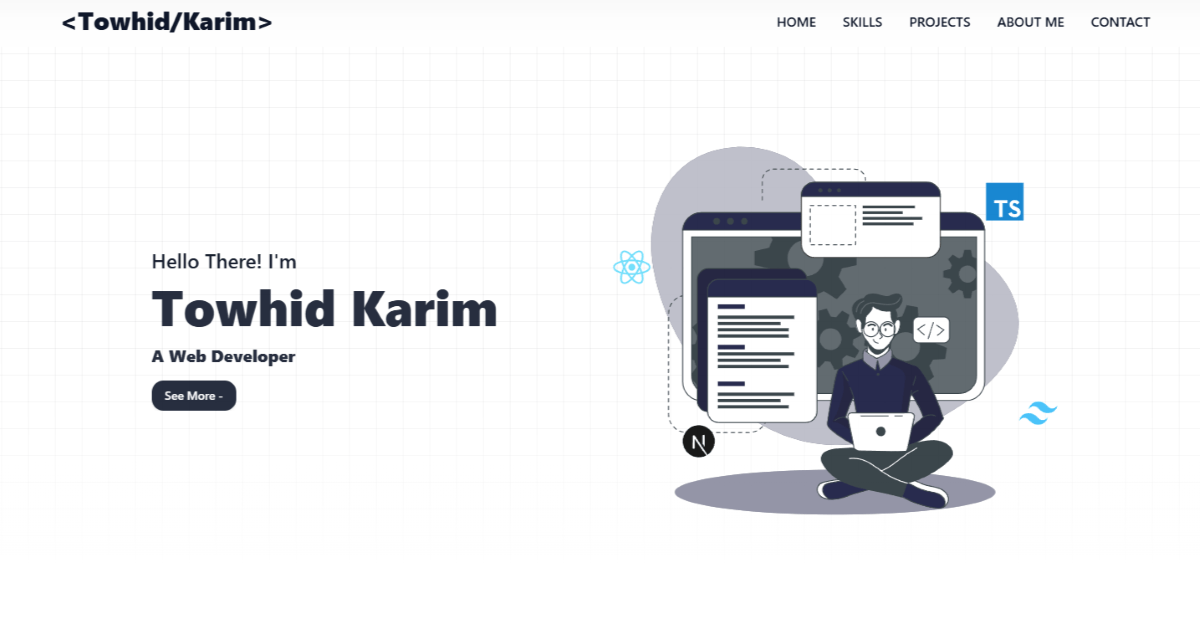 <Towhid/Karim>
HOME SKILLS PROJECTS ABOUT ME CONTACT
TS
Hello There! I'm
Towhid Karim
</>
A Web Developer
See More -
N